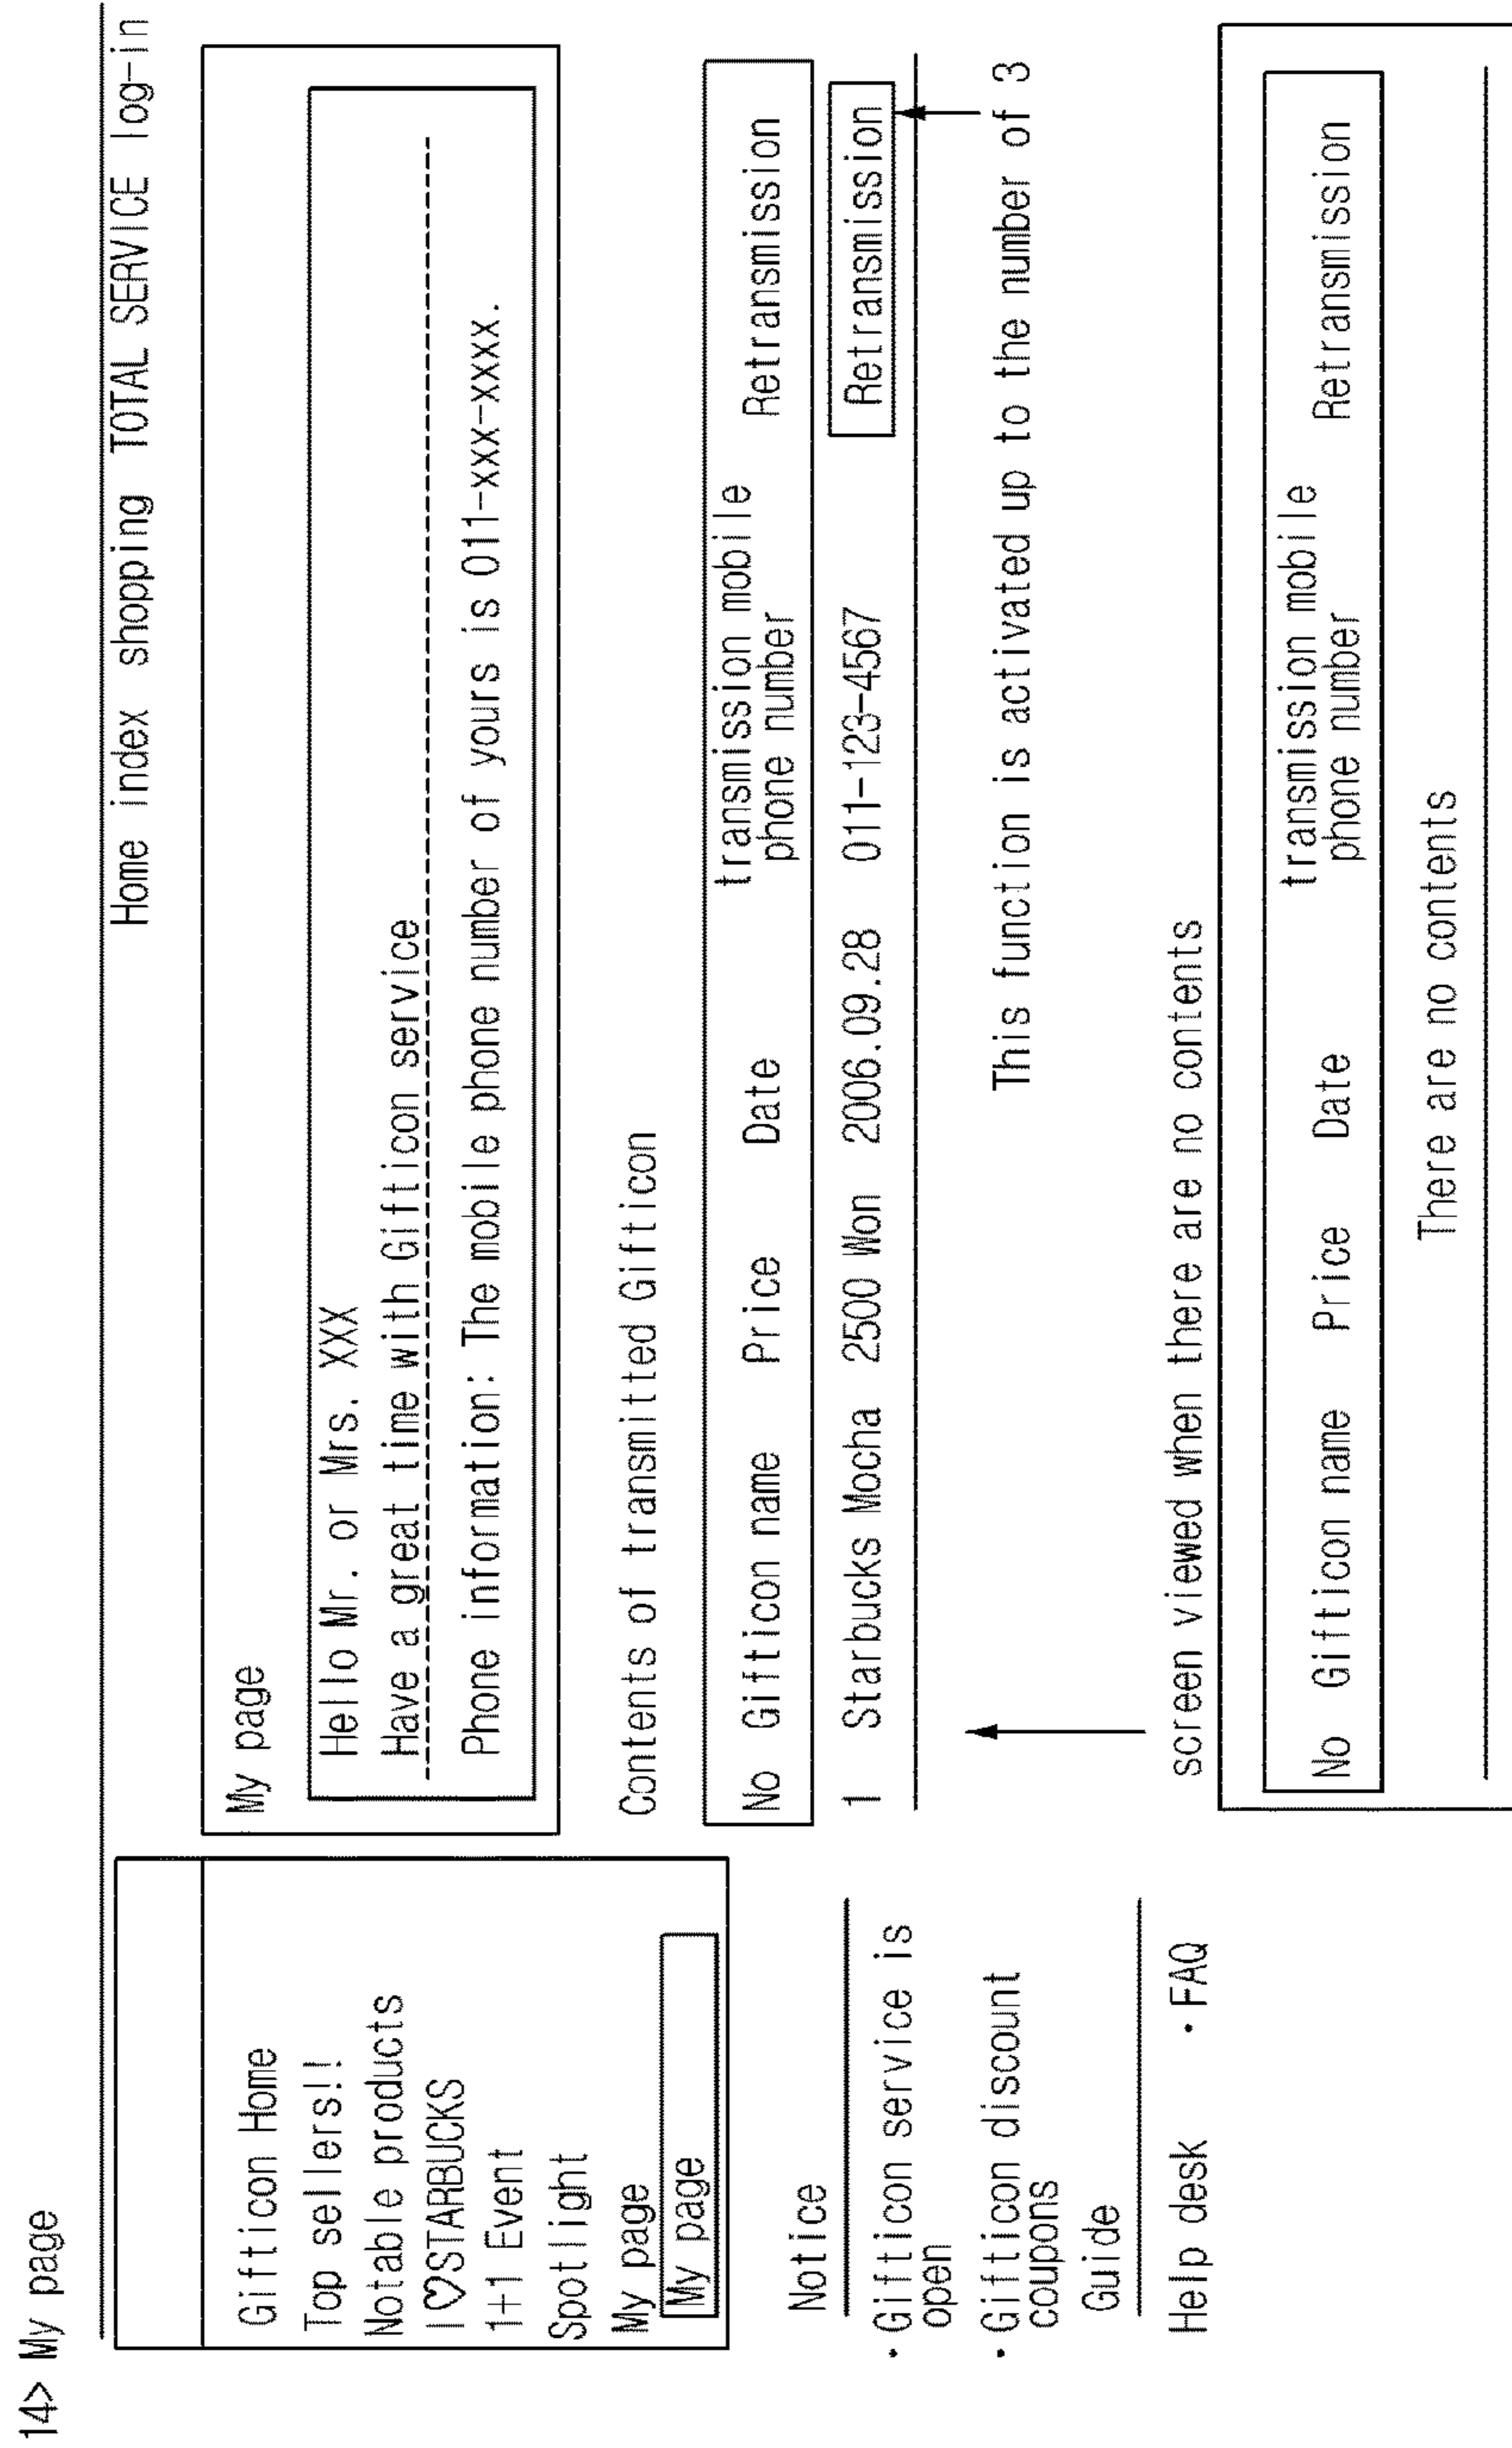 14> My page
Home index shopping TOTAL SERVICE log-in
Gifticon Home
Top sellers!!
Notable products
I♡STARBUCKS
1+1 Event
Spotlight
My page
My page
Notice
· Gifticon service is
open
· Gifticon discount
coupons
Guide
Help desk · FAQ
My page
Hello Mr. or Mrs. XXX
Have a great time with Gifticon service
Phone information: The mobile phone number of yours is 011-xxx-xxxx.
Contents of transmitted Gifticon
No Gifticon name Price Date transmission mobile phone number Retransmission
1 Starbucks Mocha 2500 Won 2006.09.28 011-123-4567 Retransmission
This function is activated up to the number of 3
screen viewed when there are no contents
No Gifticon name Price Date transmission mobile phone number Retransmission
There are no contents